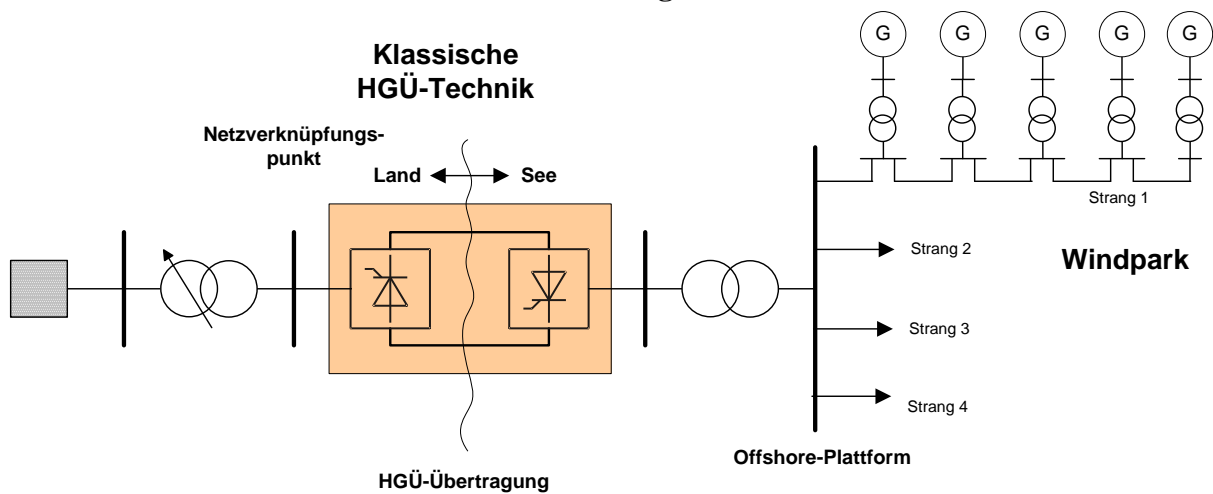 G G G G G
Klassische
HGÜ-Technik
Netzverknüpfungs-
punkt
Land See
Strang 1
Strang 2
Windpark
Strang 3
Strang 4
Offshore-Plattform
HGÜ-Übertragung